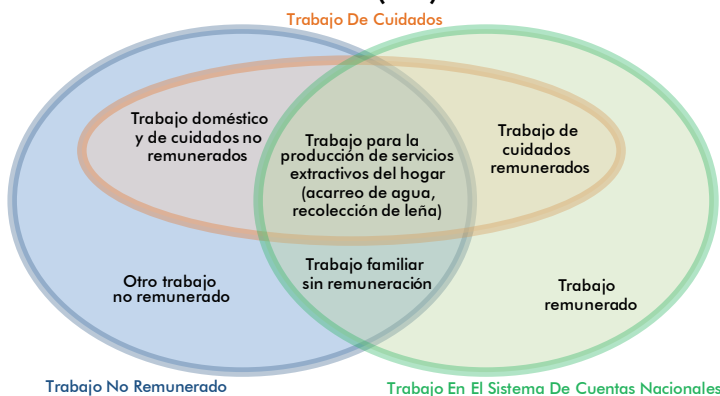 Trabajo De Cuidados
Trabajo doméstico
y de cuidados no
remunerados
Trabajo para la
producción de servicios
extractivos del hogar
(acarreo de agua,
recolección de leña)
Trabajo de
cuidados
remunerados
Otro trabajo
no remunerado
Trabajo familiar
sin remuneración
Trabajo
remunerado
Trabajo No Remunerado
Trabajo En El Sistema De Cuentas Nacionales